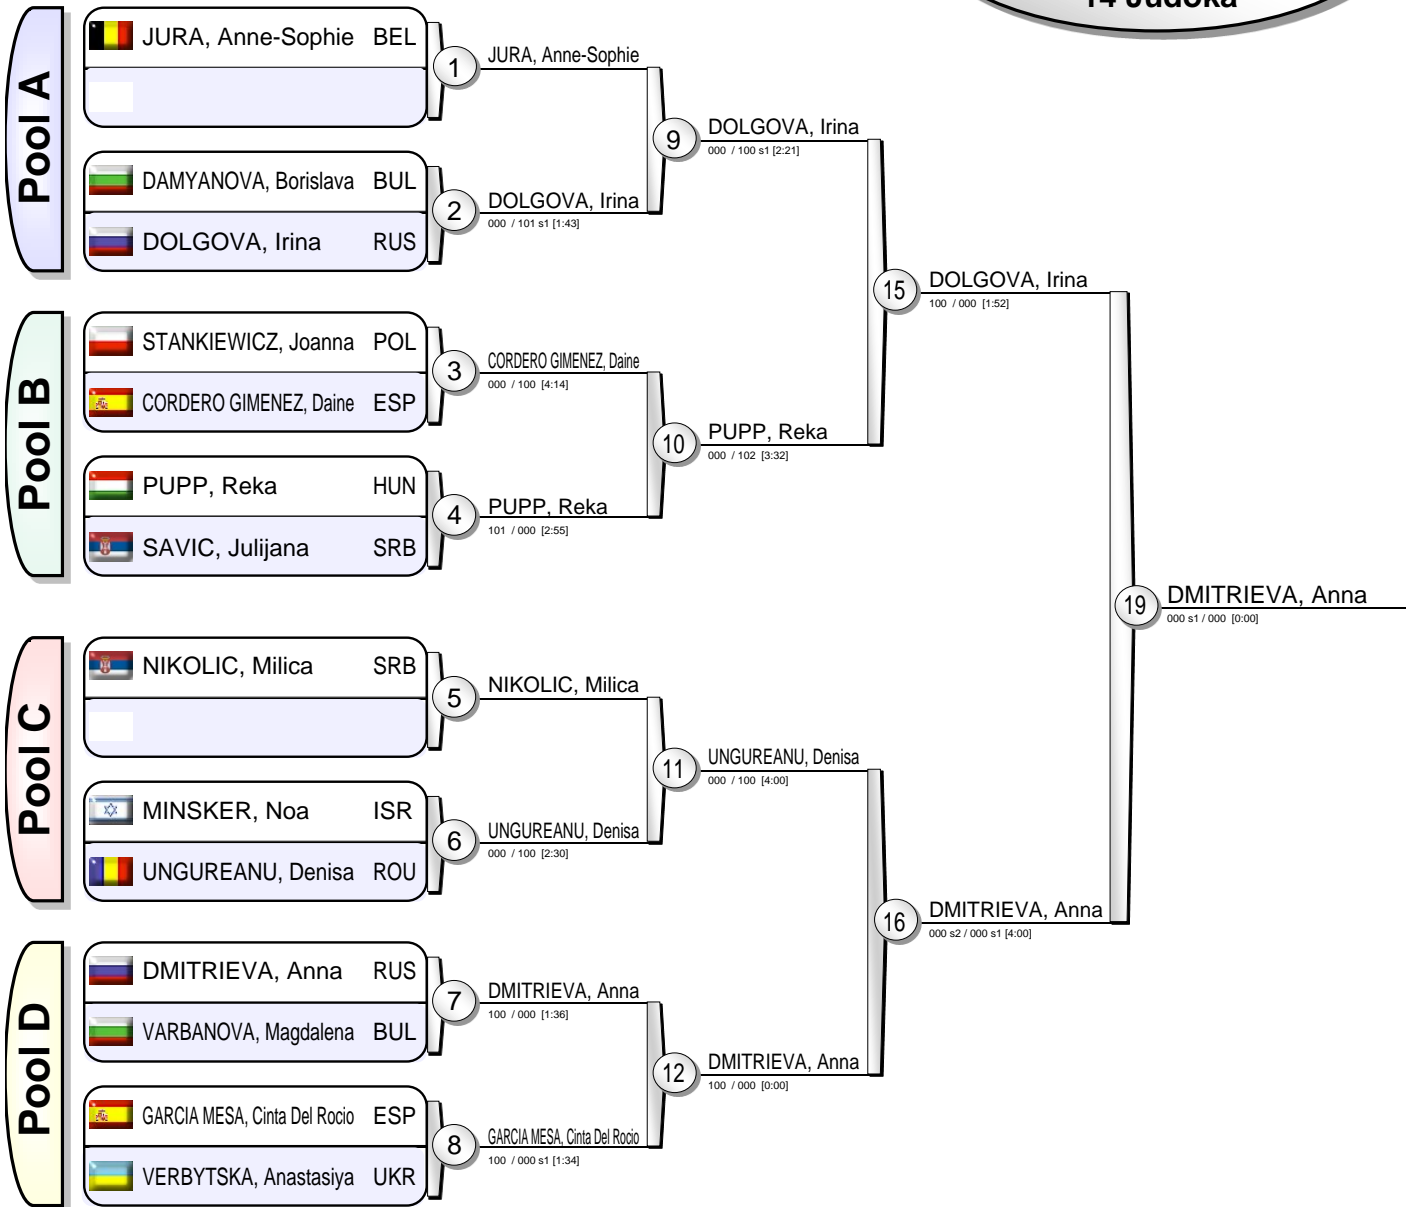 14 Judoka
Pool A
JURA, Anne-Sophie BEL
1
JURA, Anne-Sophie
DAMYANOVA, Borislava BUL
DOLGOVA, Irina RUS
2
DOLGOVA, Irina
000 / 101 s1 [1:43]
9
DOLGOVA, Irina
000 / 100 s1 [2:21]
Pool B
STANKIEWICZ, Joanna POL
CORDERO GIMENEZ, Daine ESP
3
CORDERO GIMENEZ, Daine
000 / 100 [4:14]
PUPP, Reka HUN
SAVIC, Julijana SRB
4
PUPP, Reka
101 / 000 [2:55]
10
PUPP, Reka
000 / 102 [3:32]
15
DOLGOVA, Irina
100 / 000 [1:52]
Pool C
NIKOLIC, Milica SRB
5
NIKOLIC, Milica
MINSKER, Noa ISR
UNGUREANU, Denisa ROU
6
UNGUREANU, Denisa
000 / 100 [2:30]
11
UNGUREANU, Denisa
000 / 100 [4:00]
Pool D
DMITRIEVA, Anna RUS
VARBANOVA, Magdalena BUL
7
DMITRIEVA, Anna
100 / 000 [1:36]
GARCIA MESA, Cinta Del Rocio ESP
VERBYTSKA, Anastasiya UKR
8
GARCIA MESA, Cinta Del Rocio
100 / 000 s1 [1:34]
12
DMITRIEVA, Anna
100 / 000 [0:00]
16
DMITRIEVA, Anna
000 s2 / 000 s1 [4:00]
19
DMITRIEVA, Anna
000 s1 / 000 [0:00]